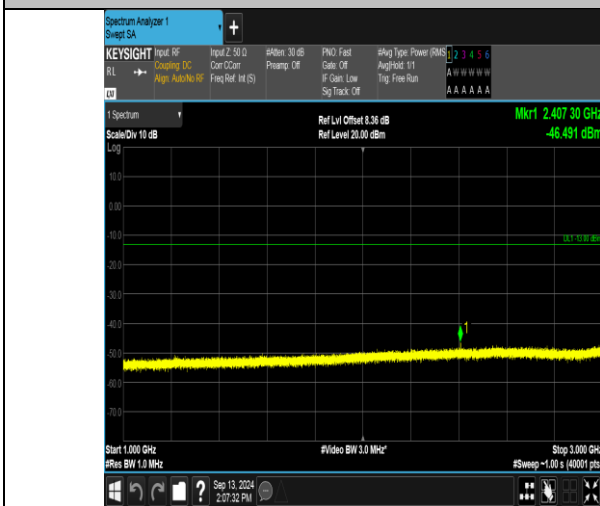 Spectrum Analyzer 1
Swept SA
+
KEYSIGHT
RL
LXI
Input: RF
Coupling: DC
Align: Auto/No RF
Input Z: 50 Ω
Corr CCorr
Freq Ref: Int (S)
#Atten: 30 dB
Preamp: Off
PNO: Fast
Gate: Off
IF Gain: Low
Sig Track: Off
#Avg Type: Power (RMS
Avg|Hold: 1/1
Trig: Free Run
1 2 3 4 5 6
A W W W W W
A A A A A A
1 Spectrum
Scale/Div 10 dB
Ref Lvl Offset 8.36 dB
Ref Level 20.00 dBm
Mkr1 2.407 30 GHz
-46.491 dBm
Log
10.0
0.00
-10.0
DL1 -13.00 dBm
-20.0
-30.0
-40.0
1
-50.0
-60.0
-70.0
Start 1.000 GHz
#Res BW 1.0 MHz
#Video BW 3.0 MHz*
Stop 3.000 GHz
#Sweep ~1.00 s (40001 pts
?
Sep 13, 2024
2:07:32 PM